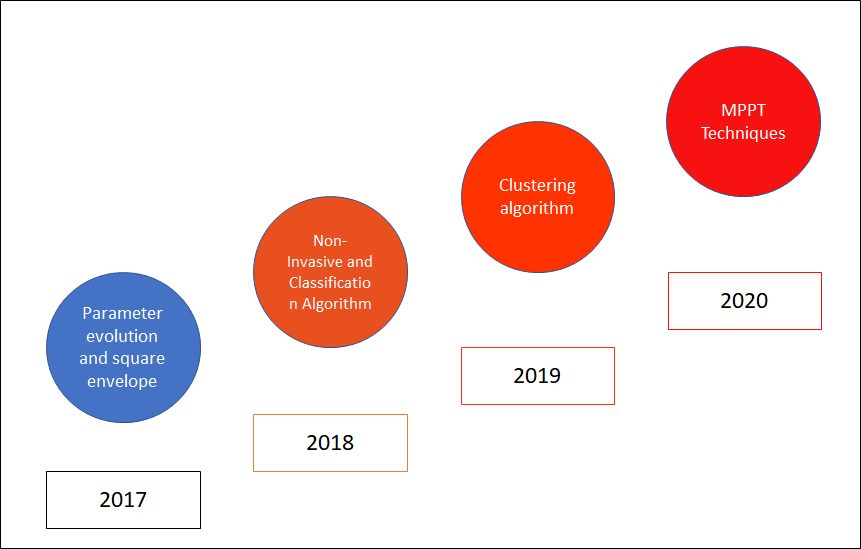 Parameter
evolution
and square
envelope
2017
Non-
Invasive and
Classificatio
n Algorithm
2018
Clustering
algorithm
2019
MPPT
Techniques
2020